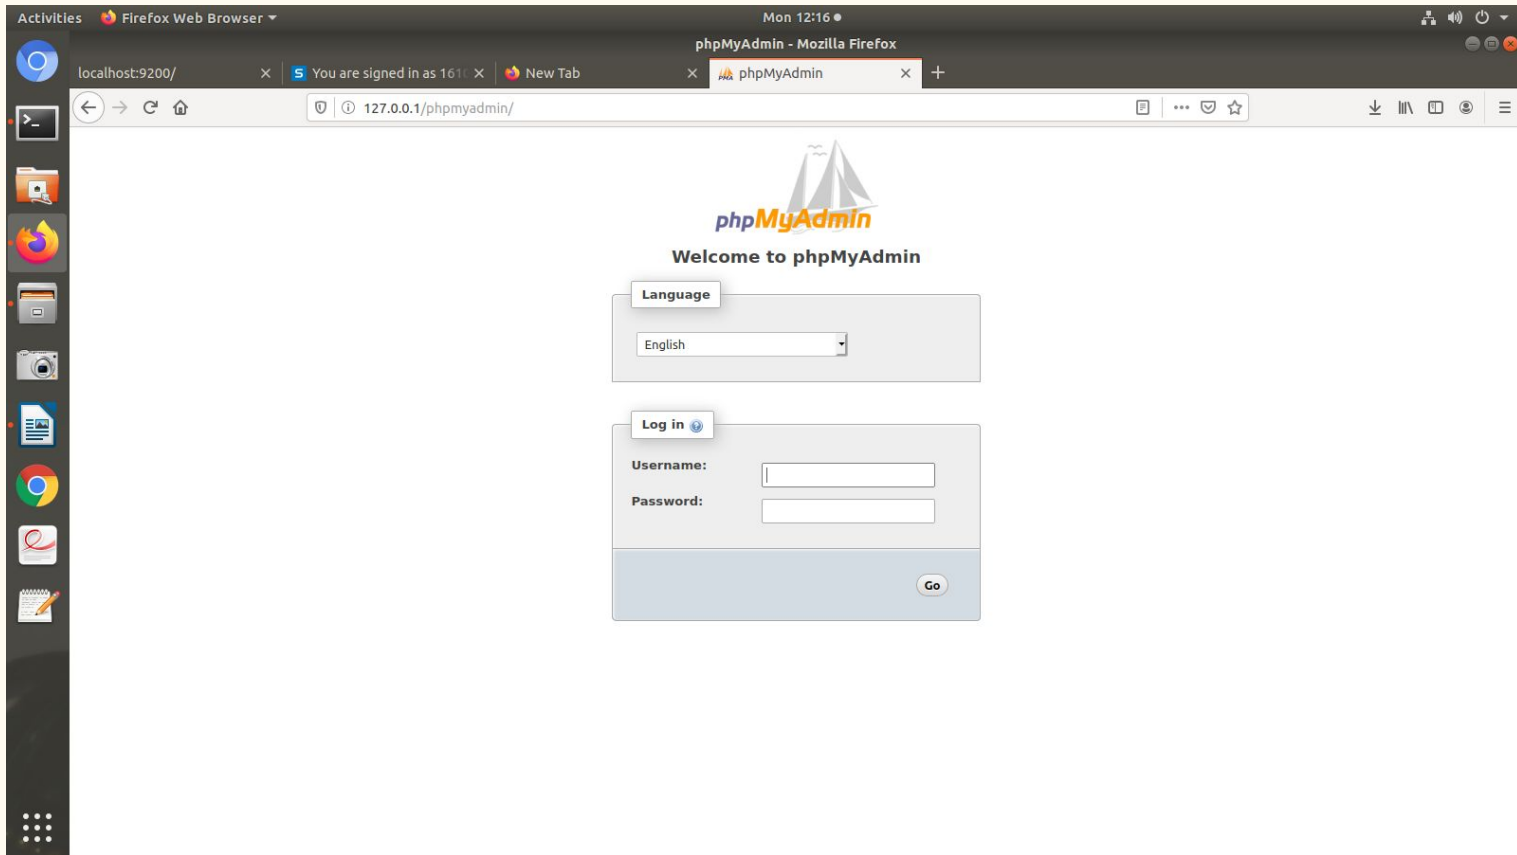 Activities Firefox Web Browser Mon 12:16
phpMyAdmin - Mozilla Firefox
localhost:9200/ You are signed in as 161 New Tab phpMyAdmin
127.0.0.1/phpmyadmin/
phpMyAdmin
Welcome to phpMyAdmin
Language
English
Log in
Username:
Password:
Go